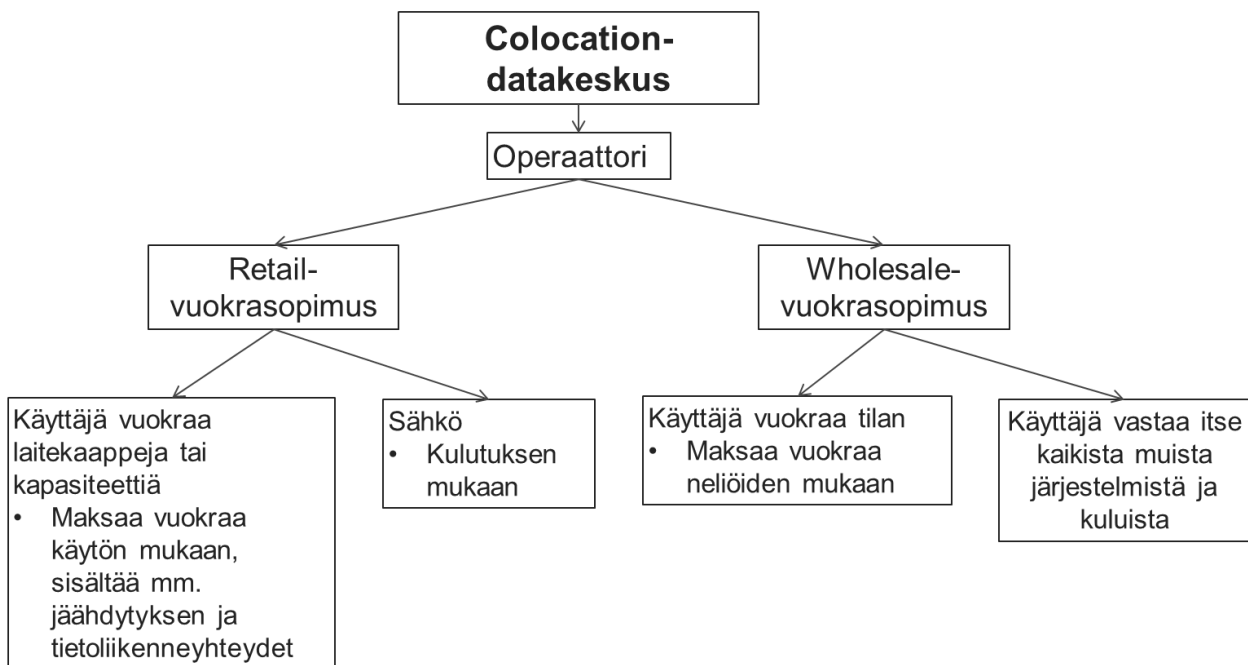 Colocation-
datakeskus
Operaattori
Retail-
vuokrasopimus
Wholesale-
vuokrasopimus
Käyttäjä vuokraa
laitekaappeja tai
kapasiteettiä
• Maksaa vuokraa
käytön mukaan,
sisältää mm.
jäähdytyksen ja
tietoliikenneyhteydet
Sähkö
• Kulutuksen
mukaan
Käyttäjä vuokraa tilan
• Maksaa vuokraa
neliöiden mukaan
Käyttäjä vastaa itse
kaikista muista
järjestelmistä ja
kuluista